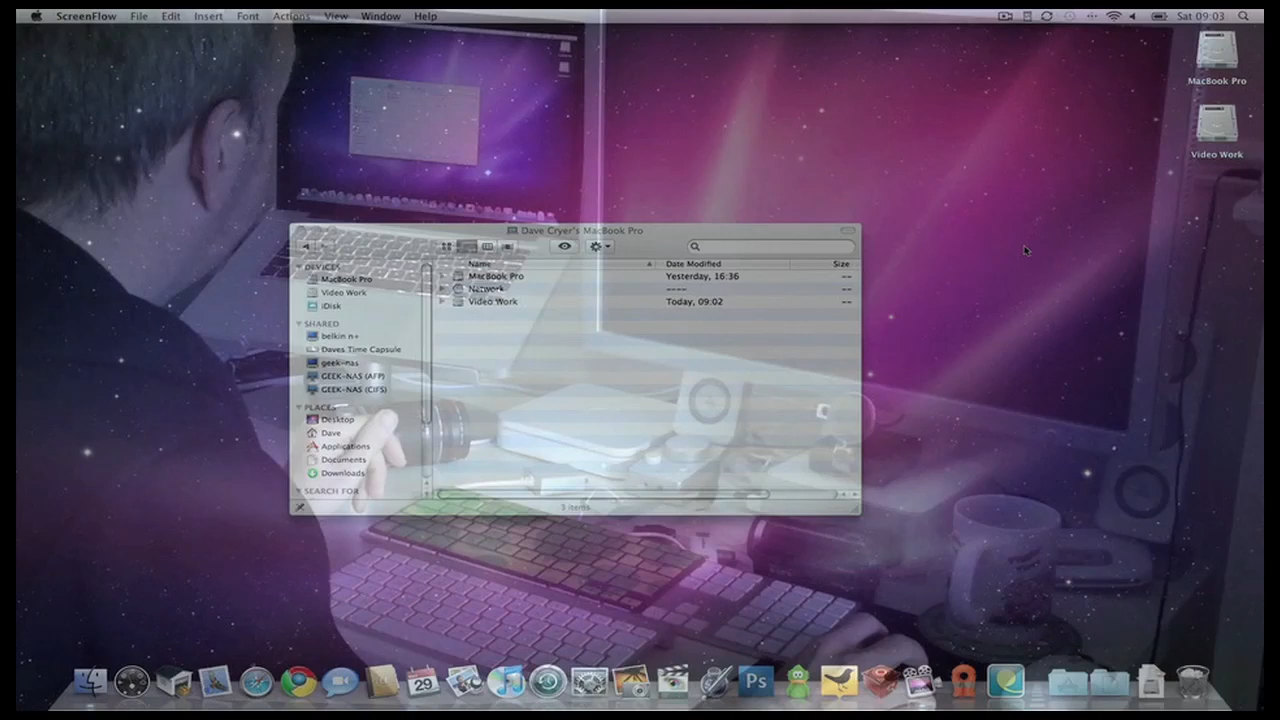 ScreenFlow File Edit Insert Font Actions View Window Help Sat 09:03
MacBook Pro
Video Work
Dave Cryer's MacBook Pro
Name Date Modified Size
MacBook Pro Yesterday, 16:36 --
Network ---- --
Video Work Today, 09:02 --
DEVICES
MacBook Pro
Video Work
iDisk
SHARED
belkin n+
Daves Time Capsule
geek-nas
GEEK-NAS (AFP)
GEEK-NAS (CIFS)
PLACES
Desktop
Dave
Applications
Documents
Downloads
SEARCH FOR
3 items
29
Ps